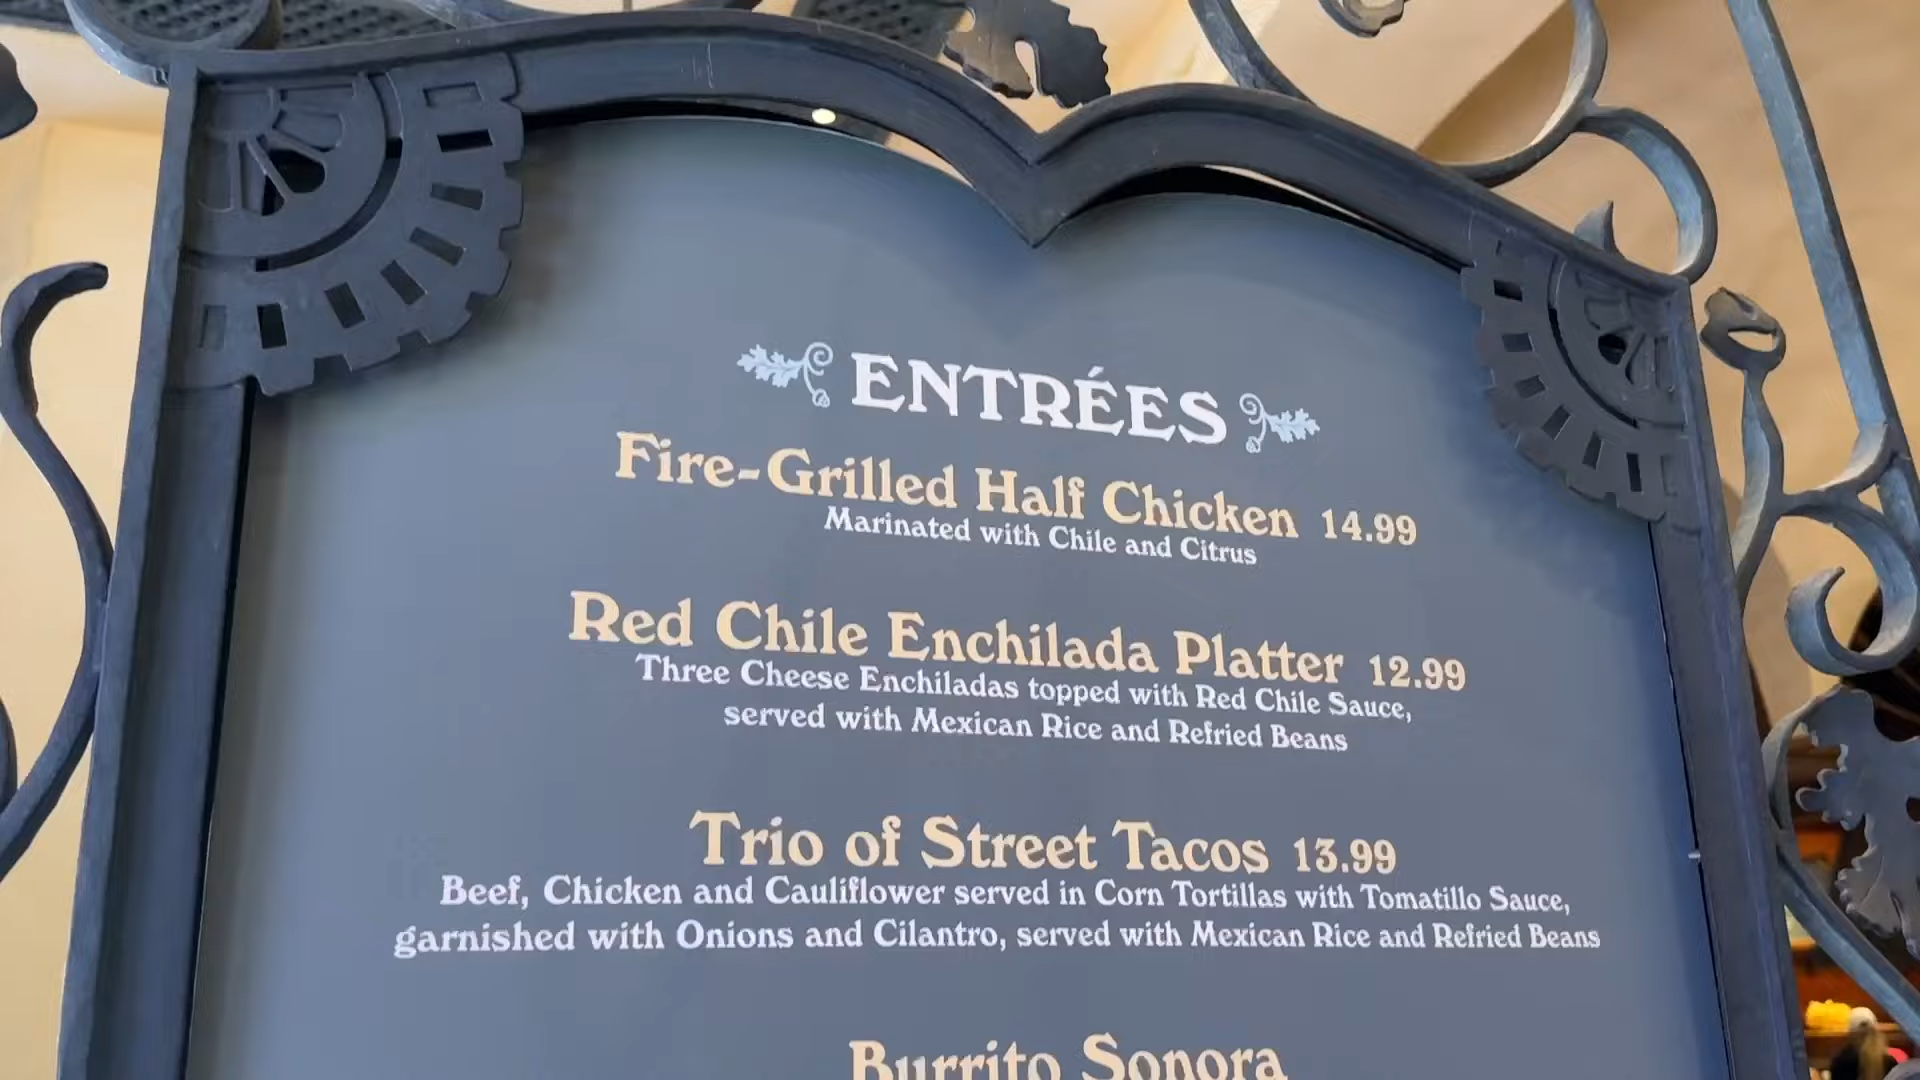 ENTRÉES
Fire-Grilled Half Chicken 14.99
Marinated with Chile and Citrus
Red Chile Enchilada Platter 12.99
Three Cheese Enchiladas topped with Red Chile Sauce,
served with Mexican Rice and Refried Beans
Trio of Street Tacos 13.99
Beef, Chicken and Cauliflower served in Corn Tortillas with Tomatillo Sauce,
garnished with Onions and Cilantro, served with Mexican Rice and Refried Beans
Burrito Sonora